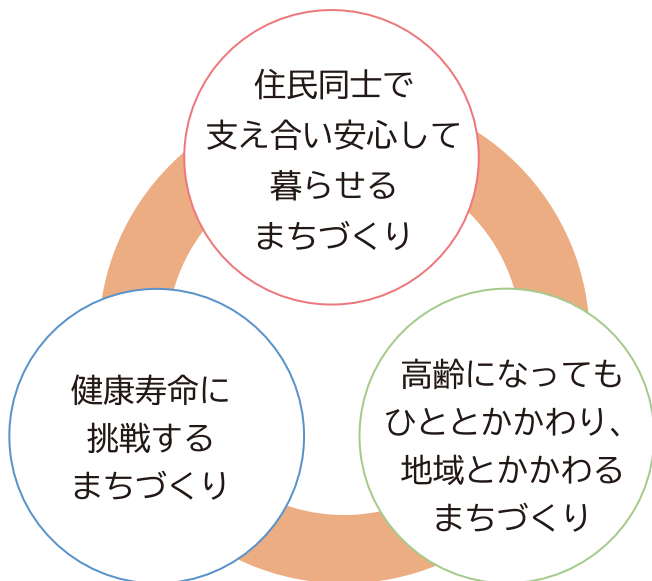 住民同士で
支え合い安心して
暮らせる
まちづくり
健康寿命に
挑戦する
まちづくり
高齢になっても
ひととかかわり、
地域とかかわる
まちづくり